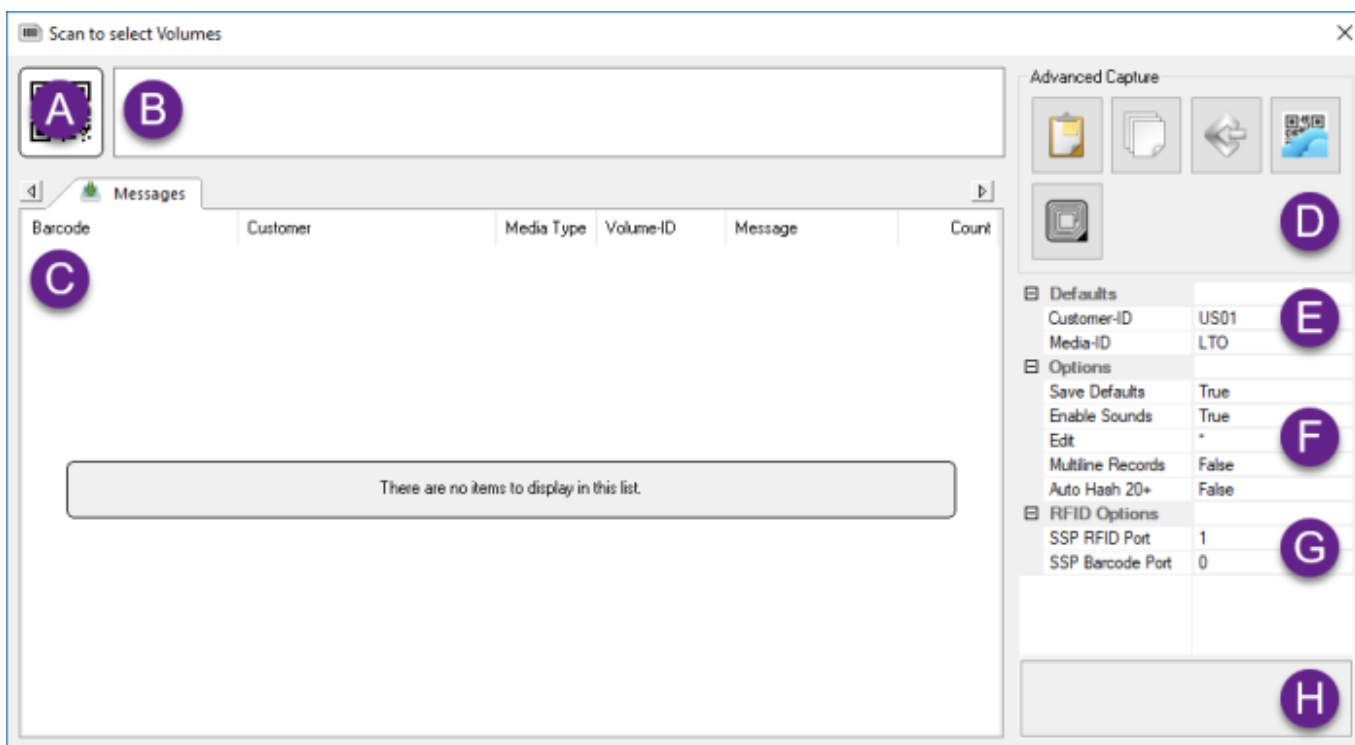 Scan to select Volumes
A
B
Advanced Capture
Messages
Barcode Customer Media Type Volume-ID Message Count
C
D
There are no items to display in this list.
Defaults
Customer-ID US01
Media-ID LTO
E
Options
Save Defaults True
Enable Sounds True
Edit *
Multiline Records False
Auto Hash 20+ False
F
RFID Options
SSP RFID Port 1
SSP Barcode Port 0
G
H